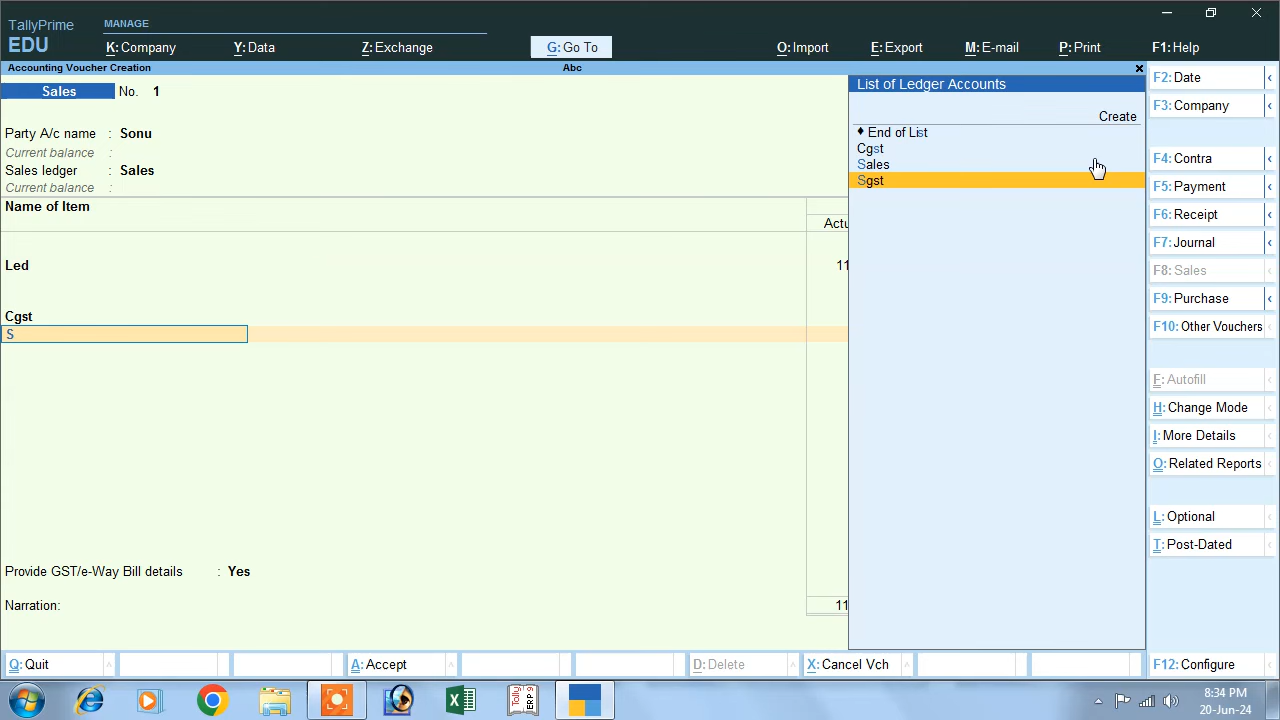 TallyPrime
MANAGE
EDU
K: Company
Y: Data
Z: Exchange
G: Go To
O: Import
E: Export
M: E-mail
P: Print
F1: Help
Accounting Voucher Creation
Abc
Sales
No. 1
Party A/c name : Sonu
Current balance :
Sales ledger : Sales
Current balance :
Name of Item
Actu
Led
11
Cgst
S
Provide GST/e-Way Bill details : Yes
Narration:
11
List of Ledger Accounts
Create
♦ End of List
Cgst
Sales
Sgst
F2: Date
F3: Company
F4: Contra
F5: Payment
F6: Receipt
F7: Journal
F8: Sales
F9: Purchase
F10: Other Vouchers
F: Autofill
H: Change Mode
I: More Details
O: Related Reports
L: Optional
T: Post-Dated
Q: Quit
A: Accept
D: Delete
X: Cancel Vch
F12: Configure
Tally
ERP 9
8:34 PM
20-Jun-24